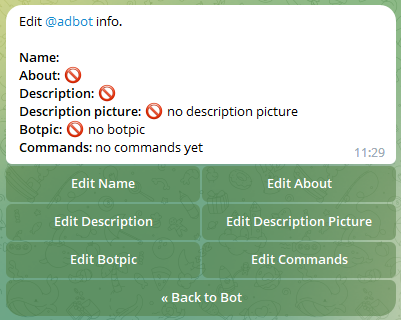 Edit @adbot info.
Name:
About: 🚫
Description: 🚫
Description picture: 🚫 no description picture
Botpic: 🚫 no botpic
Commands: no commands yet
11:29
Edit Name
Edit About
Edit Description
Edit Description Picture
Edit Botpic
Edit Commands
« Back to Bot